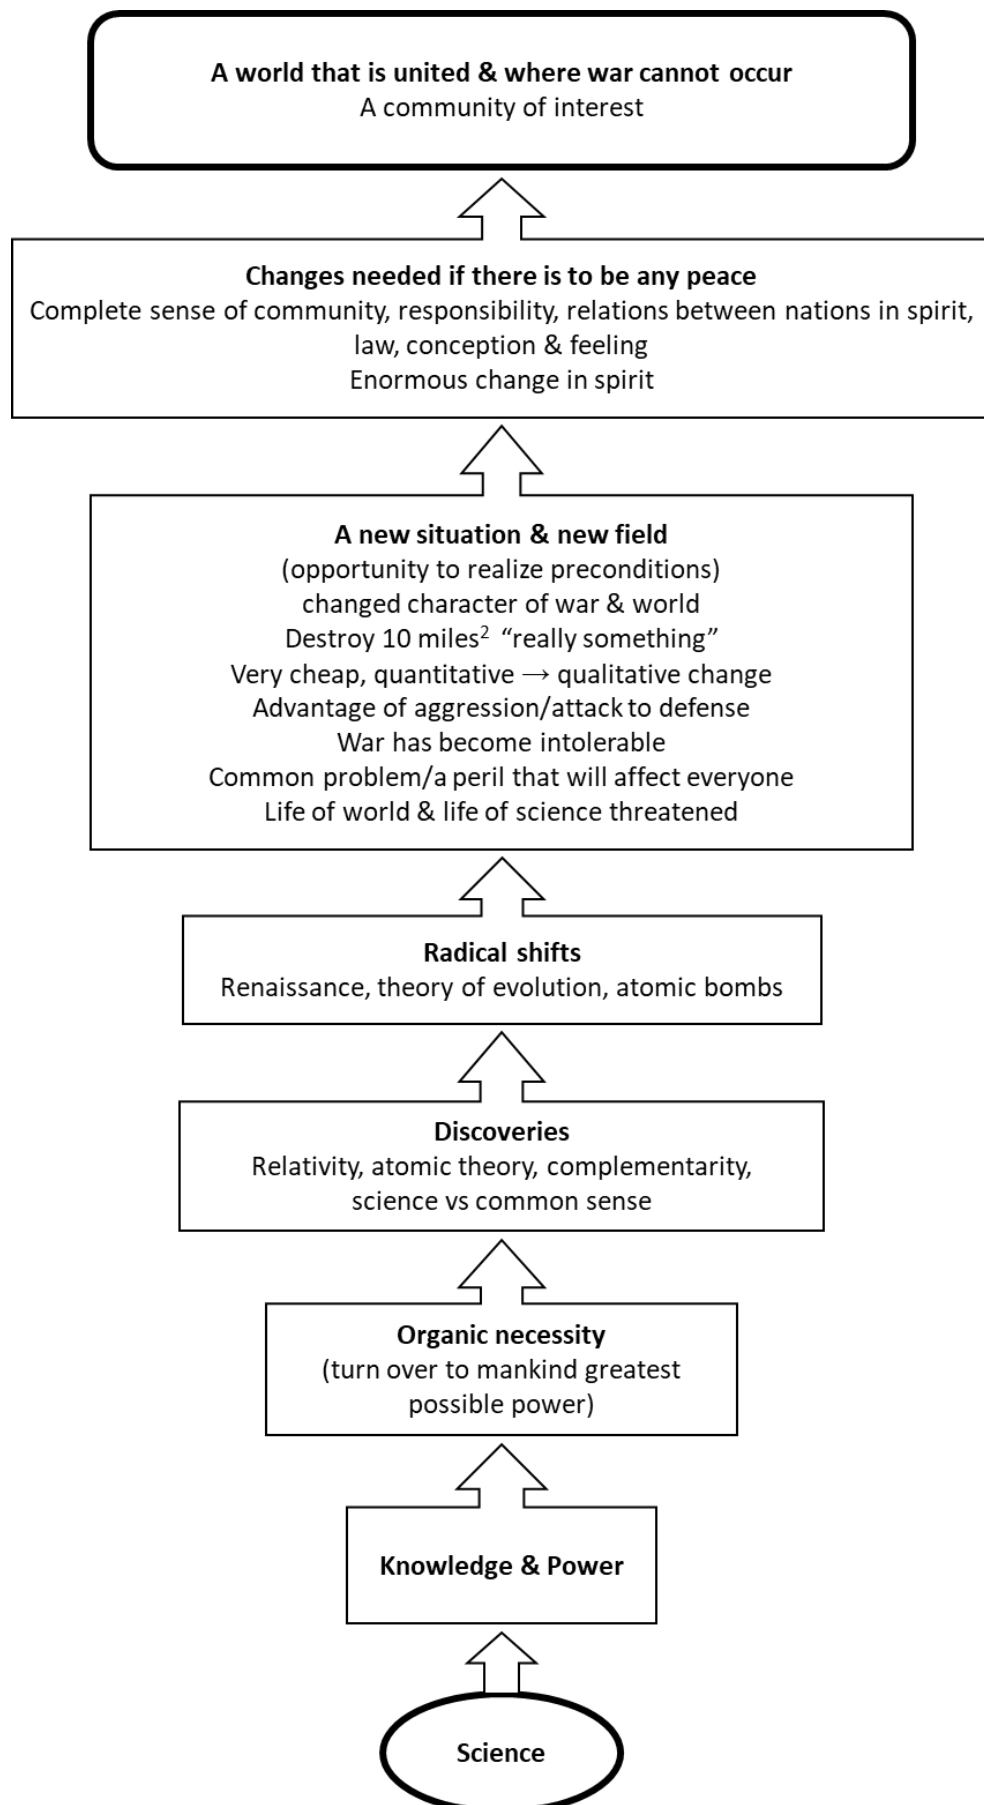 A world that is united & where war cannot occur
A community of interest
Changes needed if there is to be any peace
Complete sense of community, responsibility, relations between nations in spirit,
law, conception & feeling
Enormous change in spirit
A new situation & new field
(opportunity to realize preconditions)
changed character of war & world
Destroy 10 miles² “really something”
Very cheap, quantitative → qualitative change
Advantage of aggression/attack to defense
War has become intolerable
Common problem/a peril that will affect everyone
Life of world & life of science threatened
Radical shifts
Renaissance, theory of evolution, atomic bombs
Discoveries
Relativity, atomic theory, complementarity,
science vs common sense
Organic necessity
(turn over to mankind greatest
possible power)
Knowledge & Power
Science